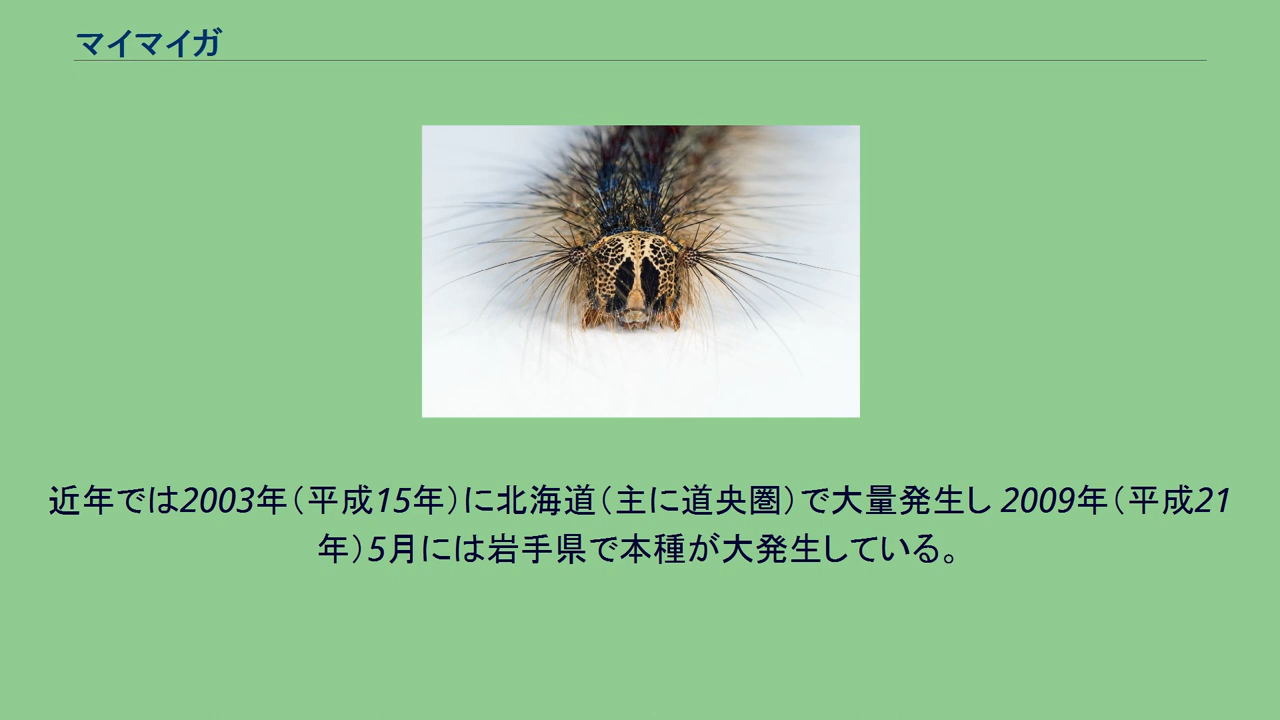 マイマイガ
近年では2003年（平成15年）に北海道（主に道央圏）で大量発生し 2009年（平成21
年）5月には岩手県で本種が大発生している。